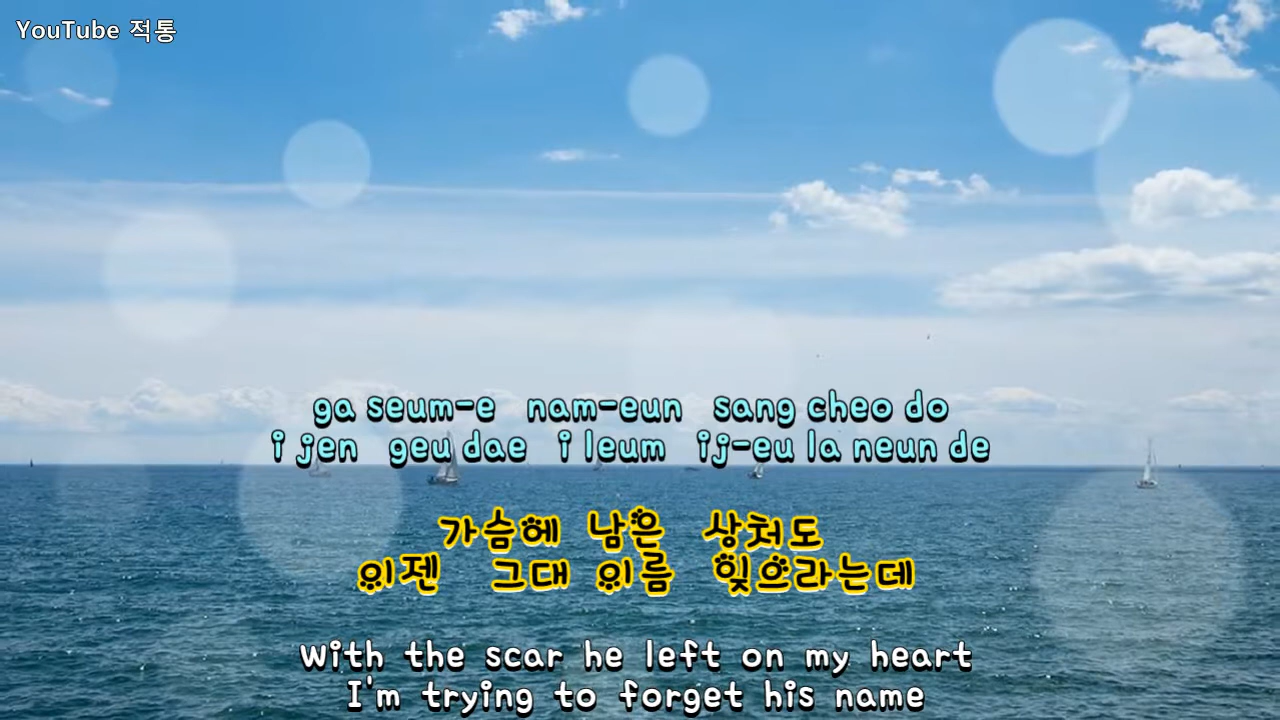 YouTube 적통
ga seum-e nam-eun sang cheo do
i jen geu dae i leum ij-eu la neun de
가슴에 남은 상처도
이젠 그대 이름 잊으라는데
With the scar he left on my heart
I'm trying to forget his name